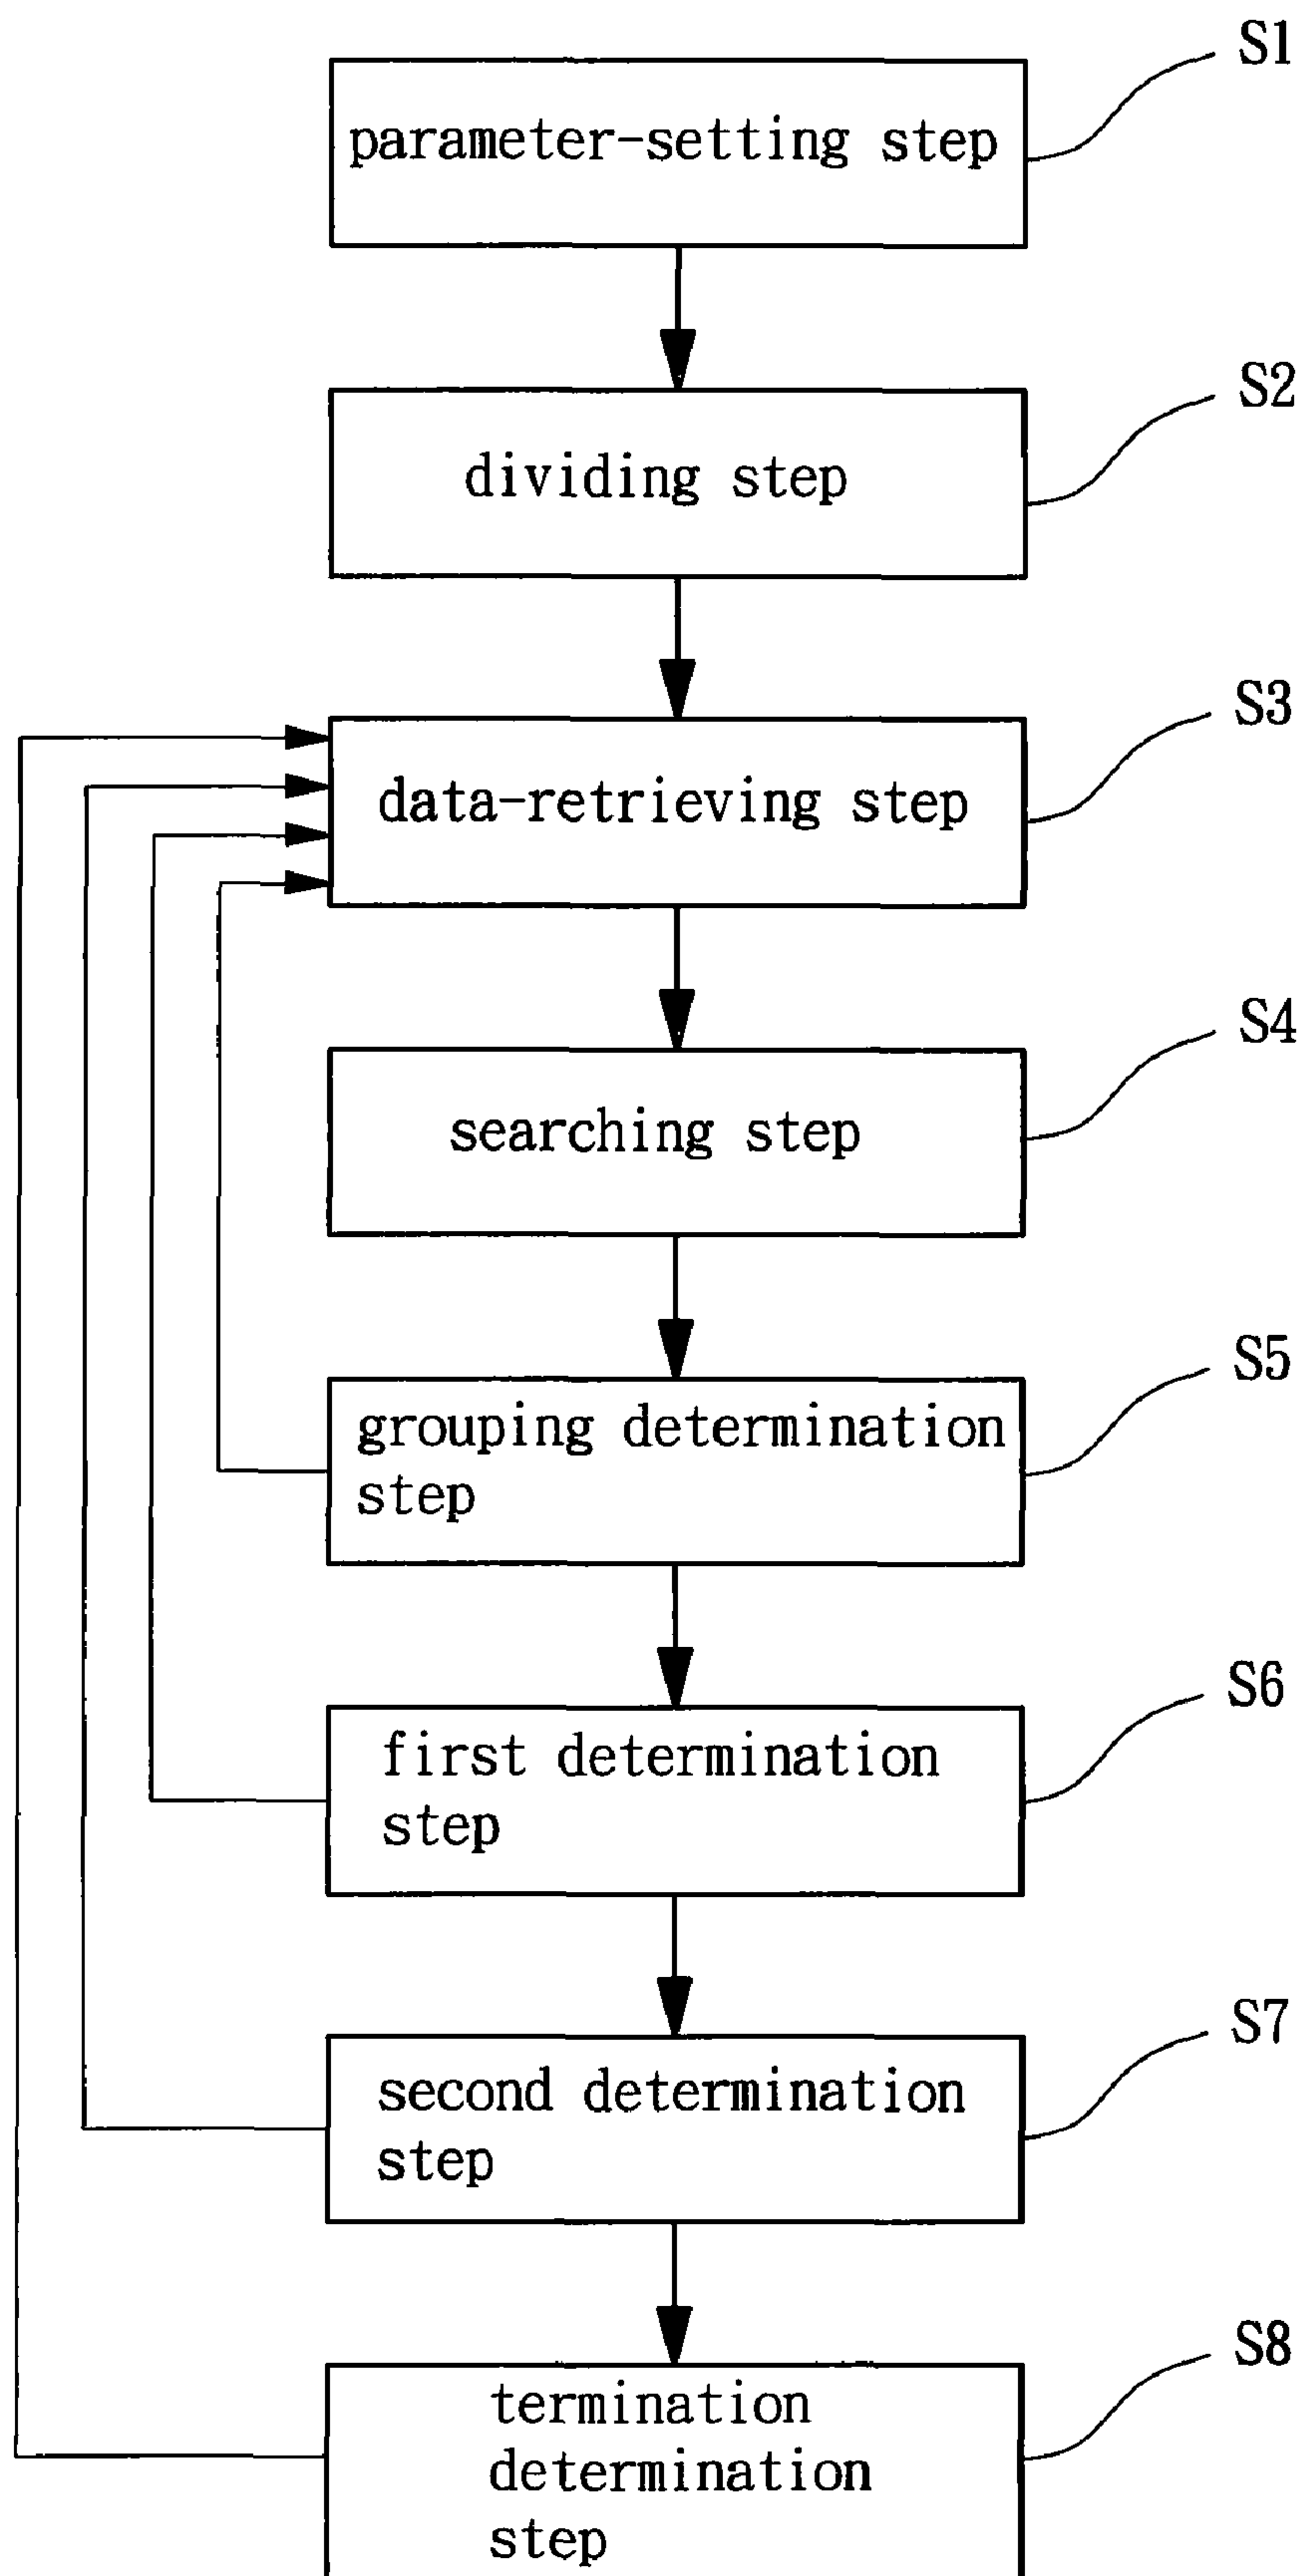 S1
parameter-setting step
S2
dividing step
S3
data-retrieving step
S4
searching step
S5
grouping determination
step
S6
first determination
step
S7
second determination
step
S8
termination
determination
step